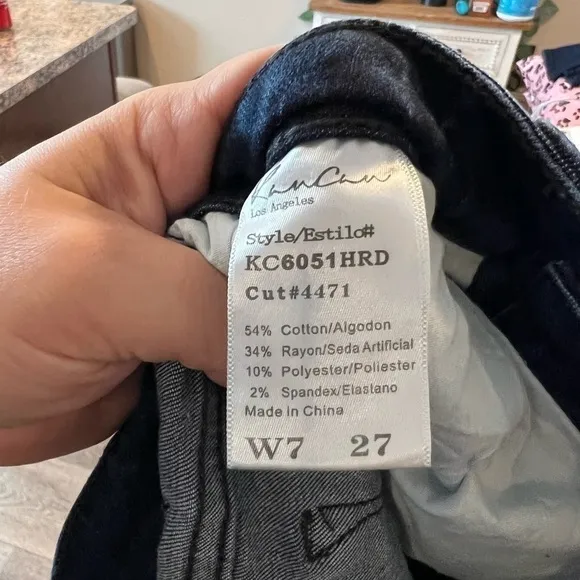 KanCan
Los Angeles
Style/Estilo#
KC6051HRD
Cut#4471
54% Cotton/Algodon
34% Rayon/Seda Artificial
10% Polyester/Poliester
2% Spandex/Elastano
Made in China
W7 27